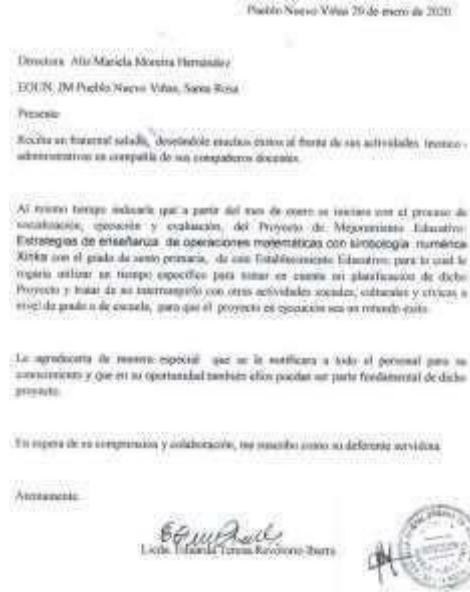 Pueblo Nuevo Viñas 29 de enero de 2020
Directora Alis Mariela Moreira Hernández
EOUN. JM Pueblo Nuevo Viñas, Santa Rosa
Presente
Reciba un fraternal saludo, deseándole muchos éxitos al frente de sus actividades técnico -
administrativas en compañía de sus compañeros docentes.
Al mismo tiempo indicarle que a partir del mes de enero se iniciara con el proceso de
socialización, ejecución y evaluación, del Proyecto de Mejoramiento Educativo:
Estrategias de enseñanza de operaciones matemáticas con simbología numérica
Xinka con el grado de sexto primaria, de este Establecimiento Educativo: para lo cual le
rogaría utilizar un tiempo específico para tomar en cuenta mi planificación de dicho
Proyecto y tratar de no interrumpirlo con otras actividades sociales, culturales y cívicas a
nivel de grado o de escuela, para que el proyecto en ejecución sea un rotundo éxito.
Le agradecería de manera especial que se le notificara a todo el personal para su
conocimiento y que en su oportunidad también ellos puedan ser parte fundamental de dicho
proyecto.
En espera de su comprensión y colaboración, me suscribo como su deferente servidora
Atentamente.
Licda. Eduarda Teresa Revolorio Ibarra